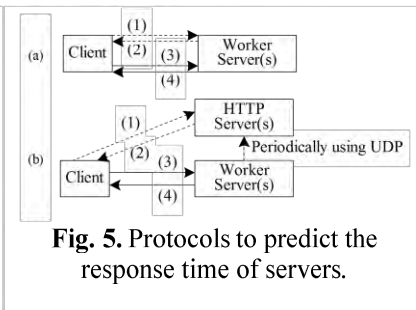 (a)
Client
(1)
(2)
(3)
(4)
Worker
Server(s)
(b)
Client
(1)
(2)
(3)
(4)
HTTP
Server(s)
Periodically using UDP
Worker
Server(s)
Fig. 5. Protocols to predict the
response time of servers.